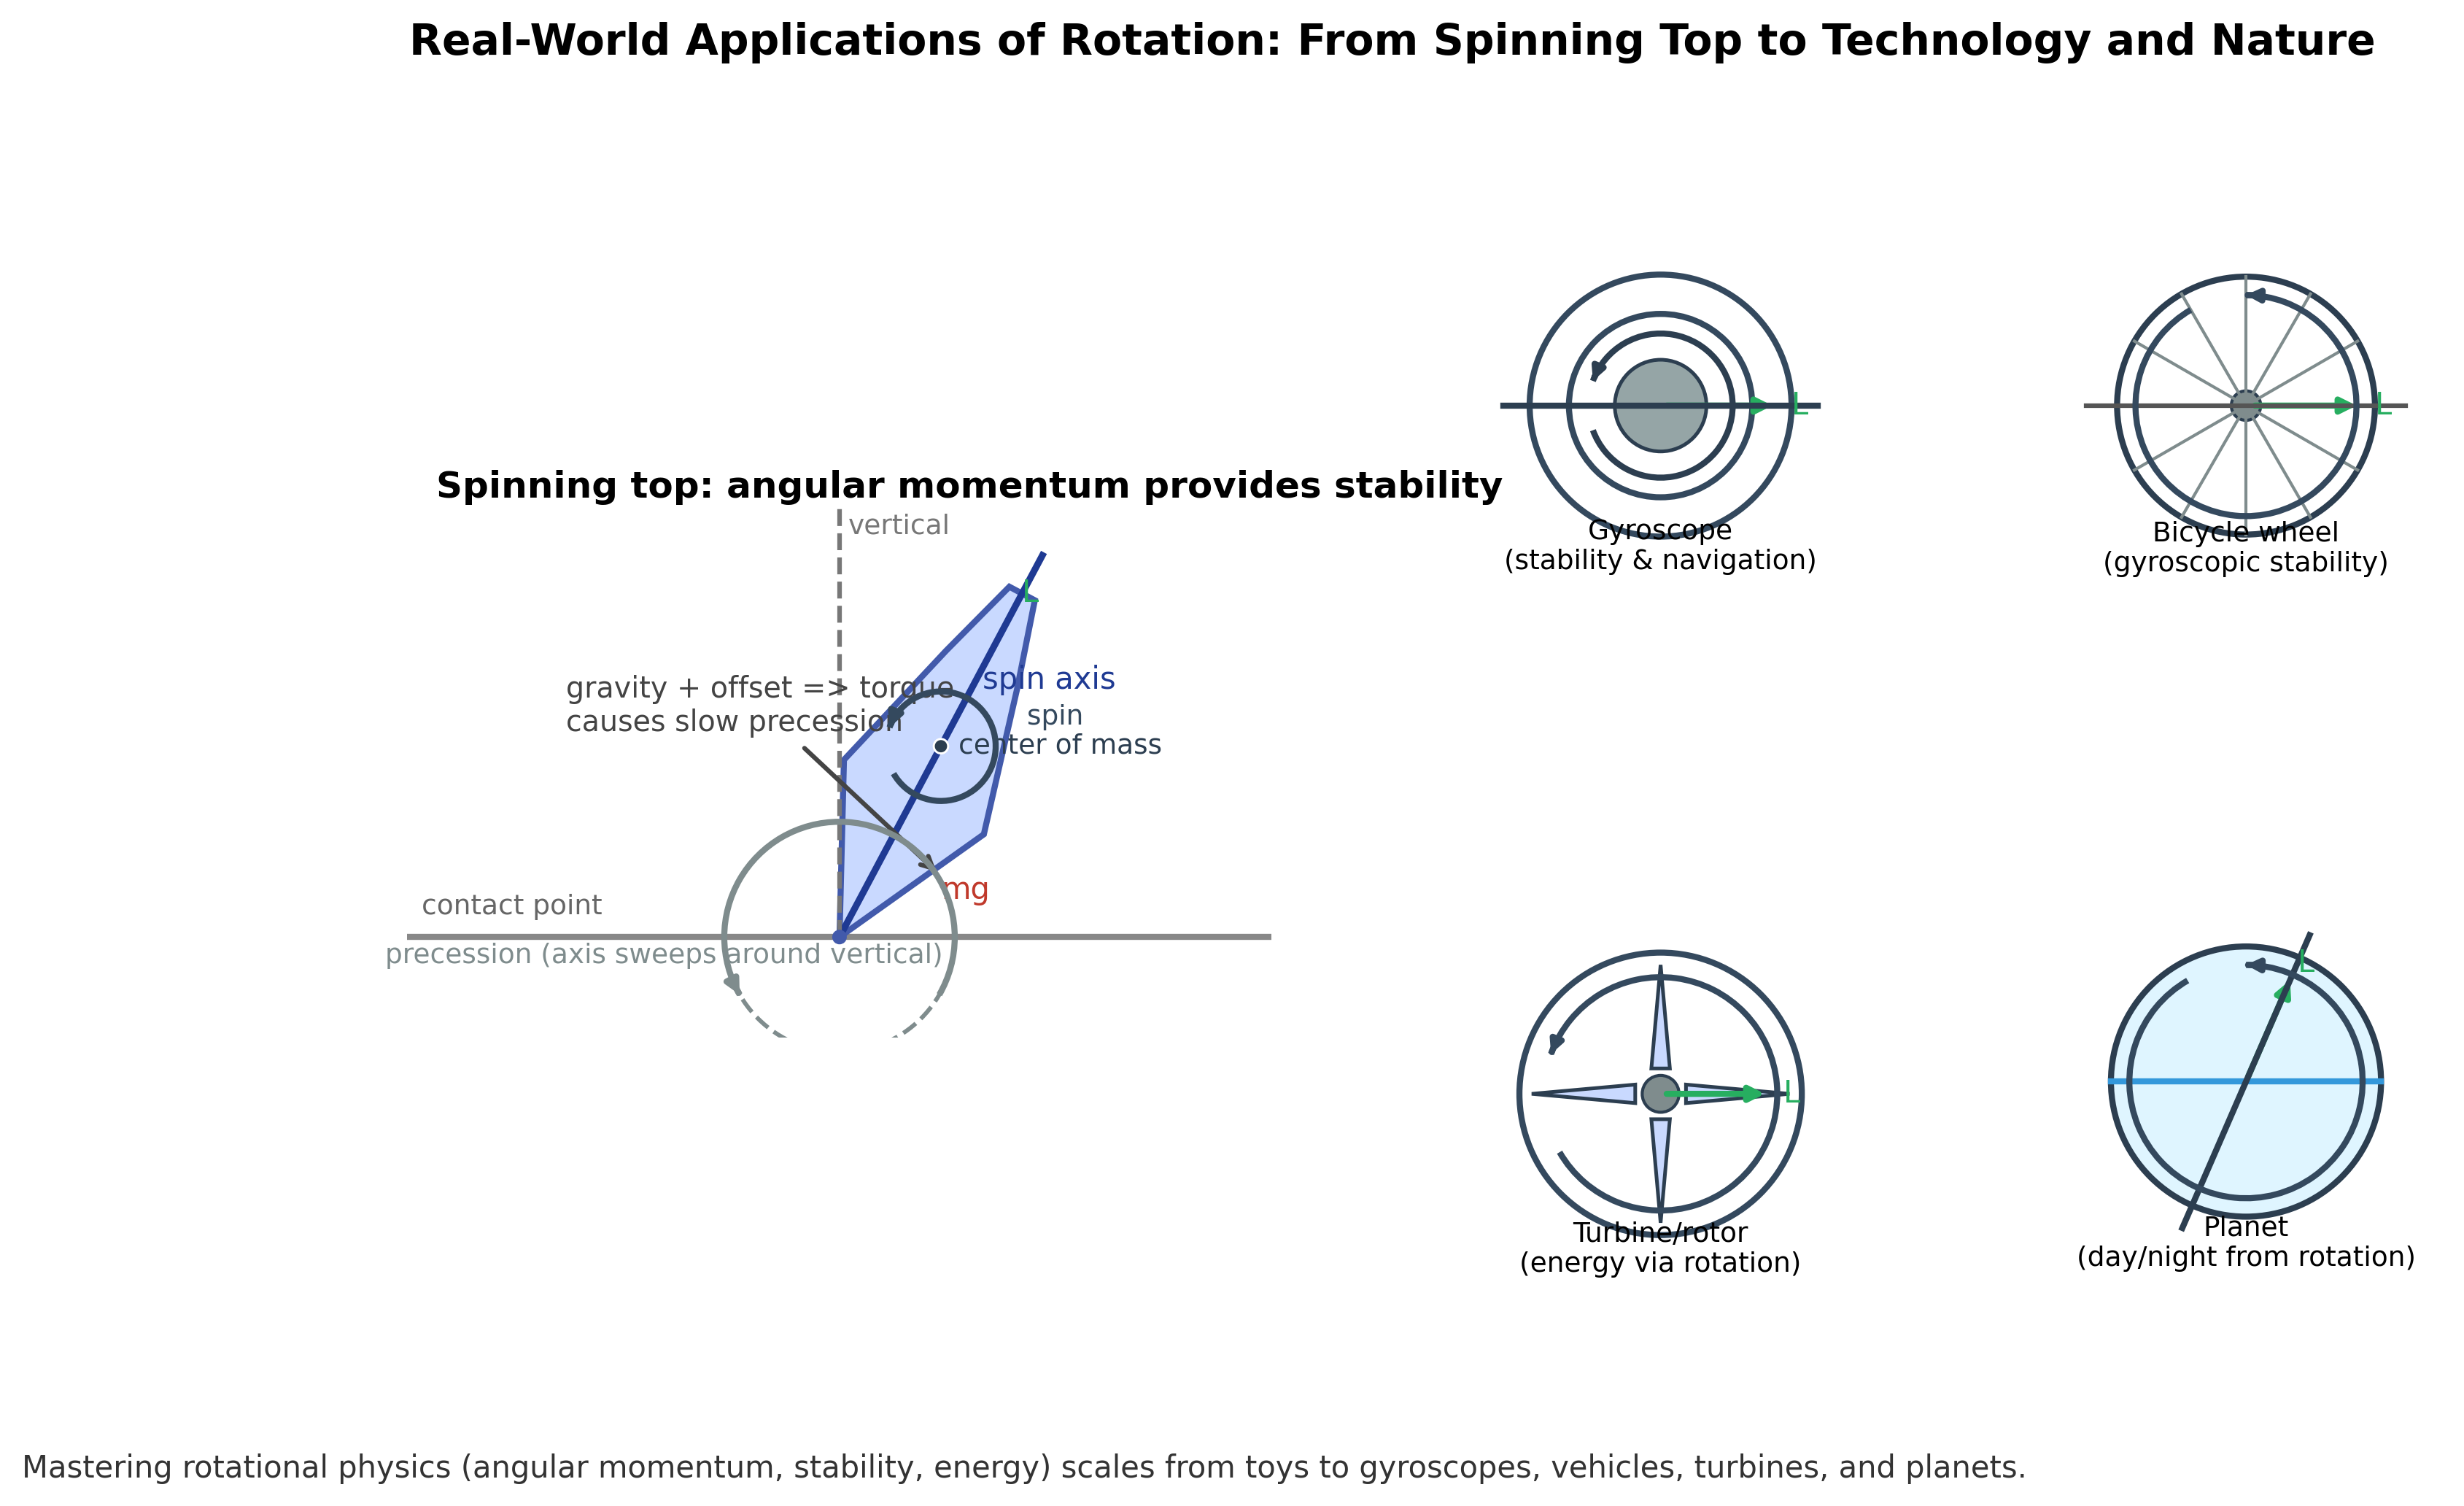 Real-World Applications of Rotation: From Spinning Top to Technology and Nature
Spinning top: angular momentum provides stability
vertical
L
gravity + offset => torque
causes slow precession
spin axis
spin
center of mass
mg
contact point
precession (axis sweeps around vertical)
L
Gyroscope
(stability & navigation)
L
Bicycle wheel
(gyroscopic stability)
L
Turbine/rotor
(energy via rotation)
L
Planet
(day/night from rotation)
Mastering rotational physics (angular momentum, stability, energy) scales from toys to gyroscopes, vehicles, turbines, and planets.